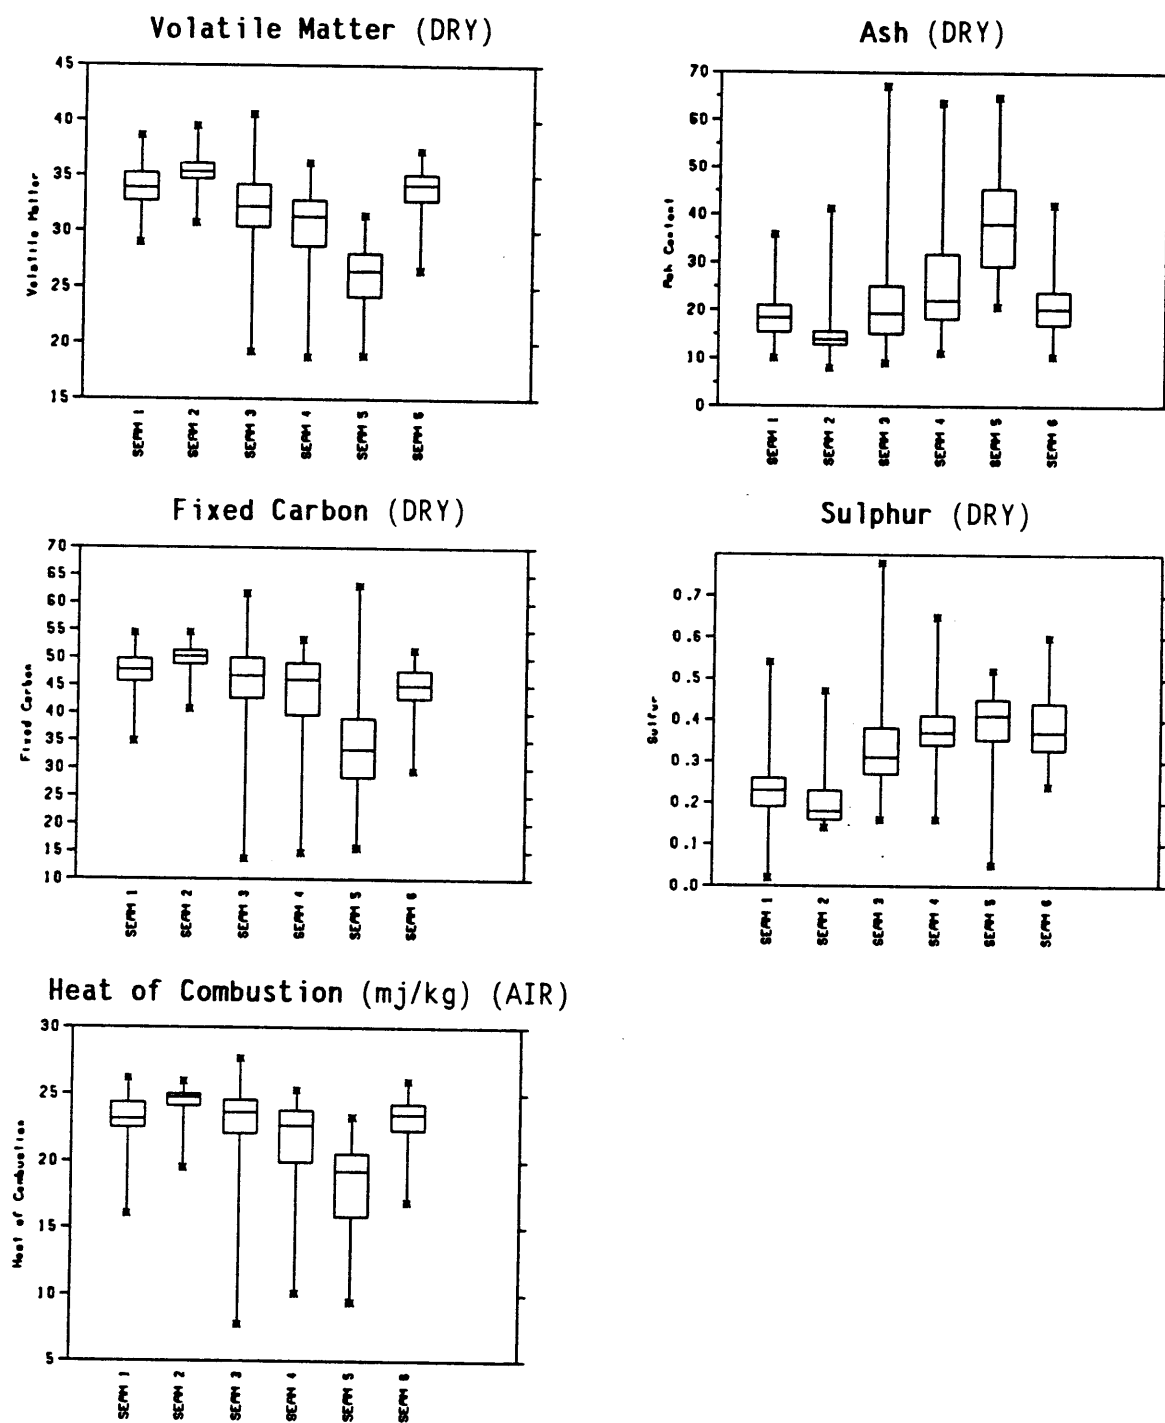 Volatile Matter (DRY)
45
40
35
30
25
20
15
Volatile Matter
SEAM 1
SEAM 2
SEAM 3
SEAM 4
SEAM 5
SEAM 6
Ash (DRY)
70
60
50
40
30
20
10
0
Ash Content
SEAM 1
SEAM 2
SEAM 3
SEAM 4
SEAM 5
SEAM 6
Fixed Carbon (DRY)
70
65
60
55
50
45
40
35
30
25
20
15
10
Fixed Carbon
SEAM 1
SEAM 2
SEAM 3
SEAM 4
SEAM 5
SEAM 6
Sulphur (DRY)
0.7
0.6
0.5
0.4
0.3
0.2
0.1
0.0
Sulfur
SEAM 1
SEAM 2
SEAM 3
SEAM 4
SEAM 5
SEAM 6
Heat of Combustion (mj/kg) (AIR)
30
25
20
15
10
5
Heat of Combustion
SEAM 1
SEAM 2
SEAM 3
SEAM 4
SEAM 5
SEAM 6